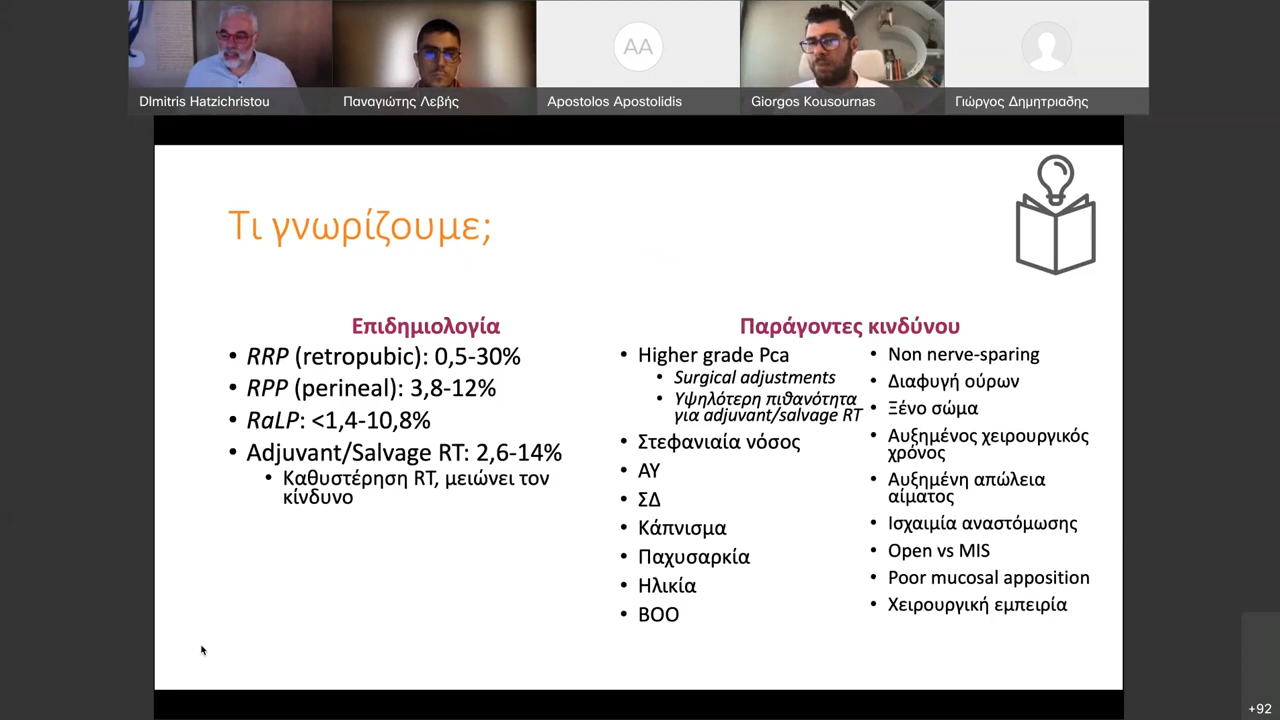 DImitris Hatzichristou
Παναγιώτης Λεβής
AA
Apostolos Apostolidis
Giorgos Kousournas
Γιώργος Δημητριαδης
Τι γνωρίζουμε;
Επιδημιολογία
• RRP (retropubic): 0,5-30%
• RPP (perineal): 3,8-12%
• RaLP: <1,4-10,8%
• Adjuvant/Salvage RT: 2,6-14%
• Καθυστέρηση RT, μειώνει τον
κίνδυνο
Παράγοντες κινδύνου
• Higher grade Pca
• Surgical adjustments
• Υψηλότερη πιθανότητα
για adjuvant/salvage RT
• Στεφανιαία νόσος
• ΑΥ
• ΣΔ
• Κάπνισμα
• Παχυσαρκία
• Ηλικία
• BOO
• Non nerve-sparing
• Διαφυγή ούρων
• Ξένο σώμα
• Αυξημένος χειρουργικός
χρόνος
• Αυξημένη απώλεια
αίματος
• Ισχαιμία αναστόμωσης
• Open vs MIS
• Poor mucosal apposition
• Χειρουργική εμπειρία
+92